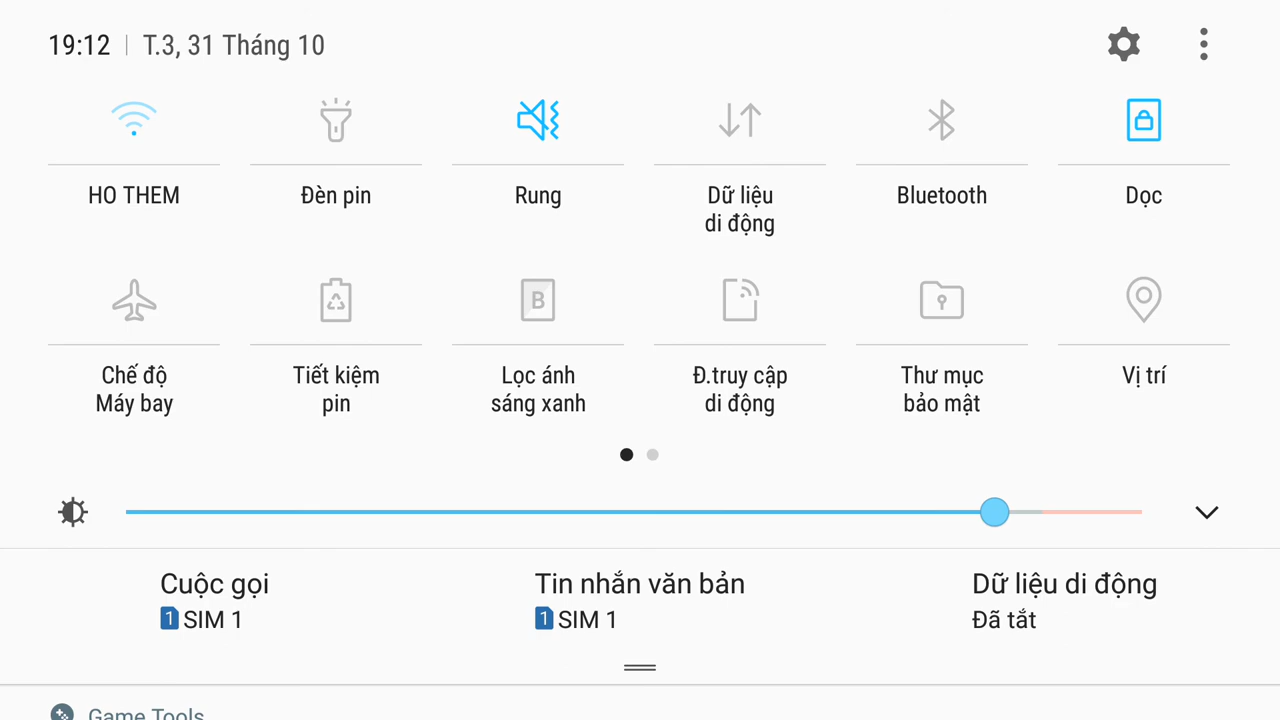 19:12 | T.3, 31 Tháng 10
HO THEM
Đèn pin
Rung
Dữ liệu
di động
Bluetooth
Dọc
Chế độ
Máy bay
Tiết kiệm
pin
B
Lọc ánh
sáng xanh
Đ.truy cập
di động
Thư mục
bảo mật
Vị trí
Cuộc gọi
1 SIM 1
Tin nhắn văn bản
1 SIM 1
Dữ liệu di động
Đã tắt
Game Tools